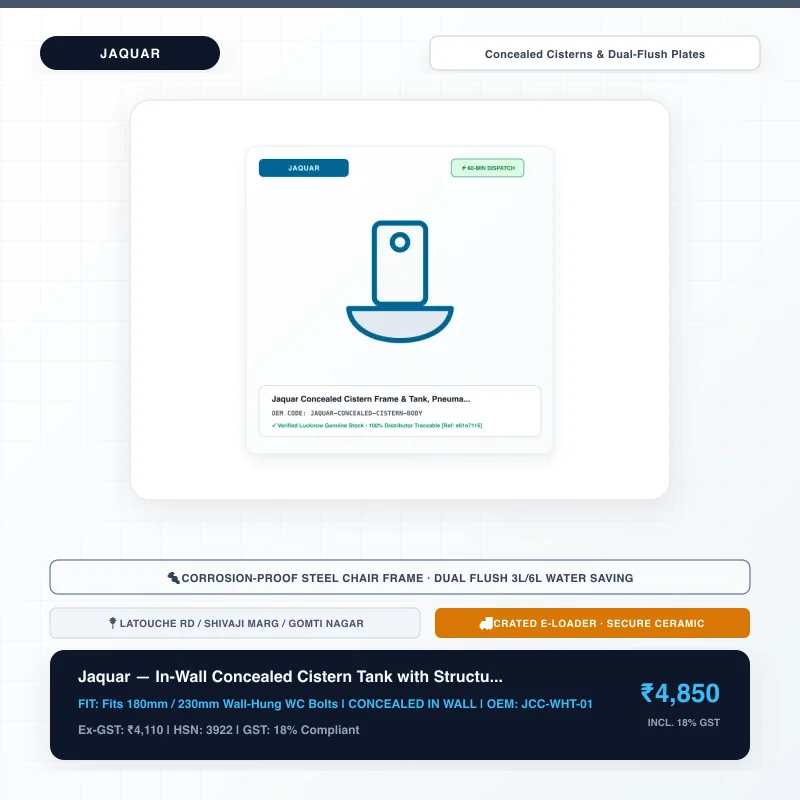 JAQUAR
Concealed Cisterns & Dual-Flush Plates
JAQUAR
60-MIN DISPATCH
Jaquar Concealed Cistern Frame & Tank, Pneuma...
OEM CODE: JAQUAR-CONCEALED-CISTERN-BODY
✓ Verified Lucknow Genuine Stock · 100% Distributor Traceable [Ref: e91e7115]
CORROSION-PROOF STEEL CHAIR FRAME · DUAL FLUSH 3L/6L WATER SAVING
LATOUCHE RD / SHIVAJI MARG / GOMTI NAGAR
CRATED E-LOADER · SECURE CERAMIC
Jaquar — In-Wall Concealed Cistern Tank with Structu...
FIT: Fits 180mm / 230mm Wall-Hung WC Bolts | CONCEALED IN WALL | OEM: JCC-WHT-01
Ex-GST: ₹4,110 | HSN: 3922 | GST: 18% Compliant
₹4,850
INCL. 18% GST